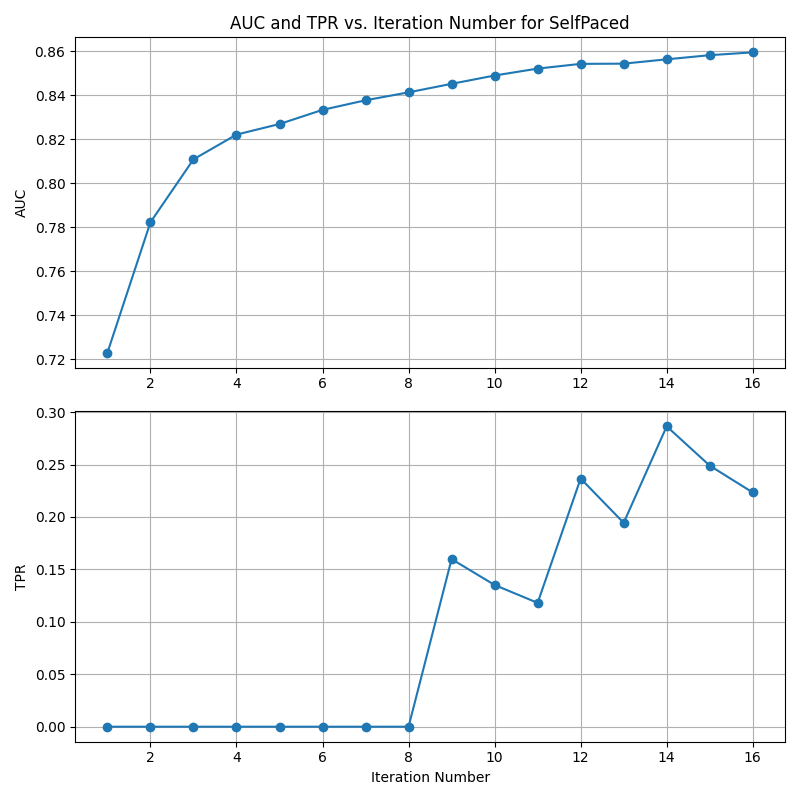 AUC and TPR vs. Iteration Number for SelfPaced
0.86
0.84
0.82
0.80
0.78
0.76
0.74
0.72
AUC
2 4 6 8 10 12 14 16
0.30
0.25
0.20
0.15
0.10
0.05
0.00
TPR
2 4 6 8 10 12 14 16
Iteration Number